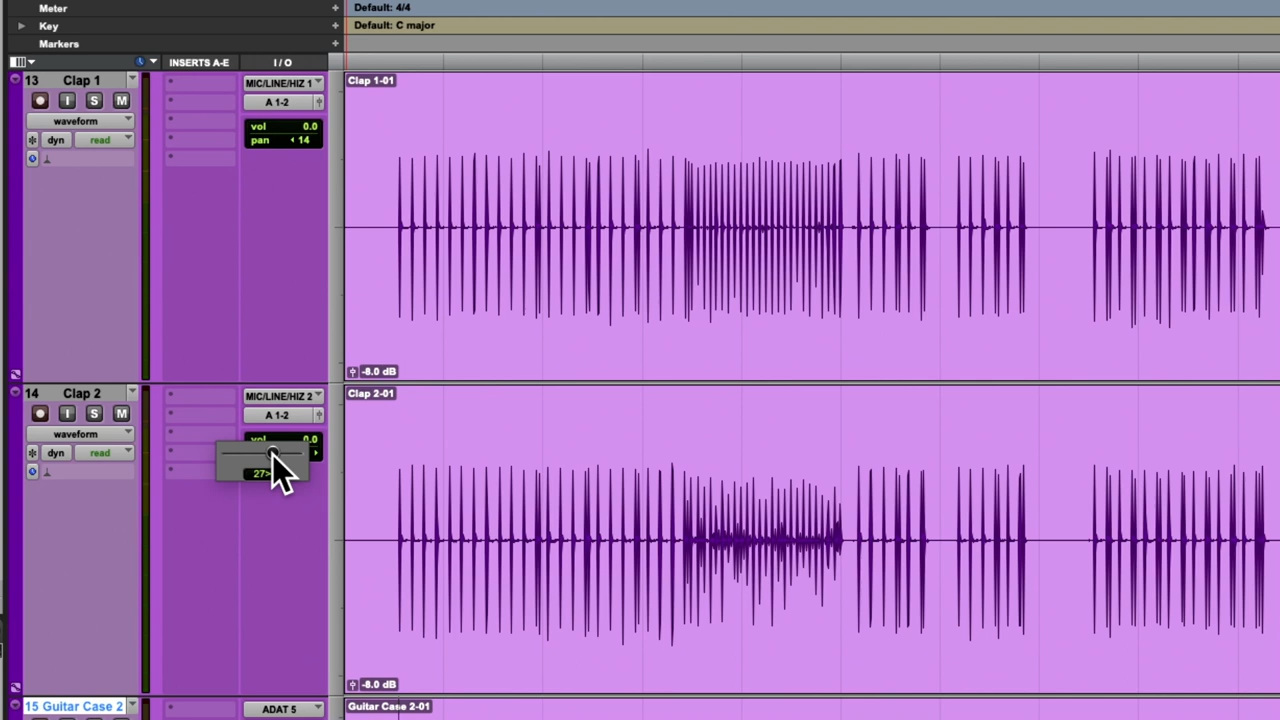 Meter +
Default: 4/4
Key +
Default: C major
Markers +
INSERTS A-E
I / O
13 Clap 1
I S M
waveform
dyn read
MIC/LINE/HIZ 1
A 1-2
vol 0.0
pan 14
Clap 1-01
-8.0 dB
14 Clap 2
I S M
waveform
dyn read
MIC/LINE/HIZ 2
A 1-2
vol 0.0
27
Clap 2-01
-8.0 dB
15 Guitar Case 2
ADAT 5
Guitar Case 2-01